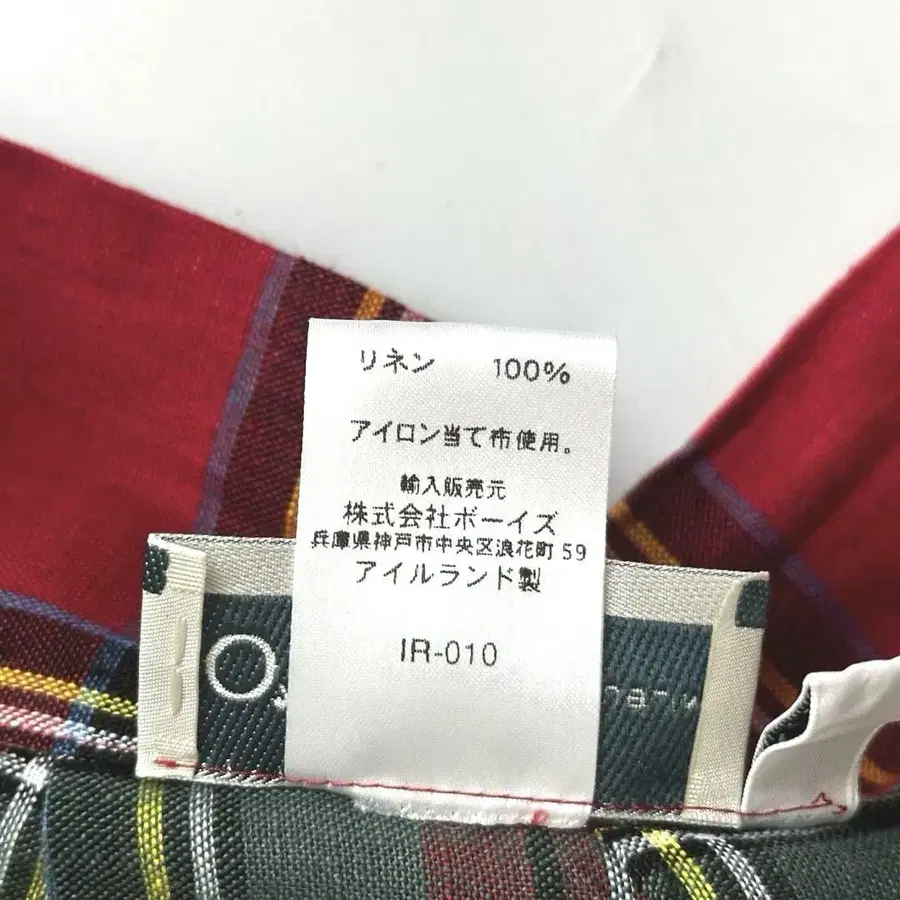 リネン 100%
アイロン当て布使用。
輸入販売元
株式会社ボーイズ
兵庫県神戸市中央区浪花町 59
アイルランド製
IR-010